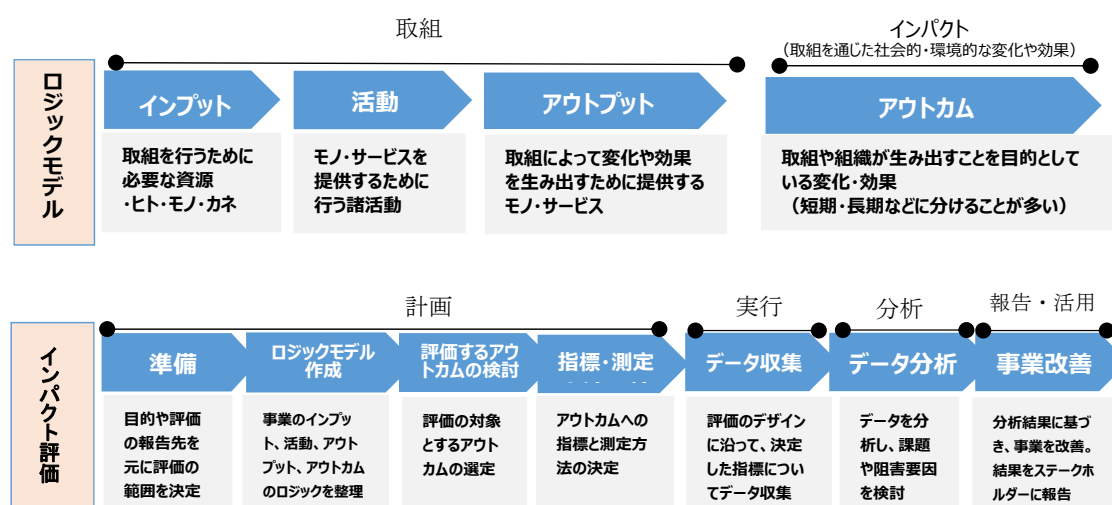 取組
インパクト
（取組を通じた社会的・環境的な変化や効果）
ロジックモデル
インプット
活動
アウトプット
アウトカム
取組を行うために
必要な資源
・ヒト・モノ・カネ
モノ・サービスを
提供するために
行う諸活動
取組によって変化や効果
を生み出すために提供する
モノ・サービス
取組や組織が生み出すことを目的として
いる変化・効果
（短期・長期などに分けることが多い）
計画
実行
分析
報告・活用
インパクト評価
準備
ロジックモデル
作成
評価するアウ
トカムの検討
指標・測定
データ収集
データ分析
事業改善
目的や評価
の報告先を
元に評価の
範囲を決定
事業のインプッ
ト、活動、アウト
プット、アウトカム
のロジックを整理
評価の対象
とするアウト
カムの選定
アウトカムへの
指標と測定方
法の決定
評価のデザイン
に沿って、決定
した指標につい
てデータ収集
データを分
析し、課題
や阻害要因
を検討
分析結果に基づ
き、事業を改善。
結果をステークホ
ルダーに報告